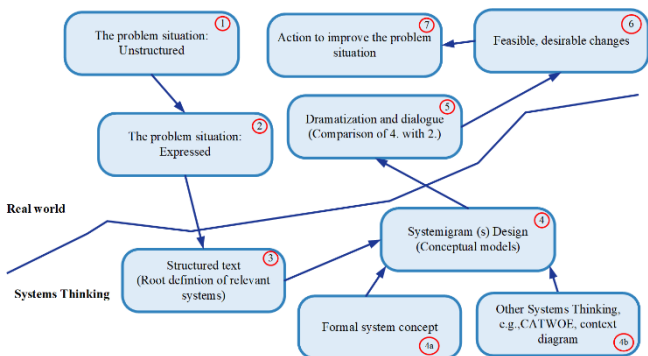 1
The problem situation:
Unstructured
7
Action to improve the problem
situation
6
Feasible, desirable changes
2
The problem situation:
Expressed
5
Dramatization and dialogue
(Comparison of 4. with 2.)
Real world
Systems Thinking
3
Structured text
(Root defintion of relevant
systems)
4
Systemigram (s) Design
(Conceptual models)
Formal system concept
4a
Other Systems Thinking,
e.g.,CATWOE, context
diagram
4b